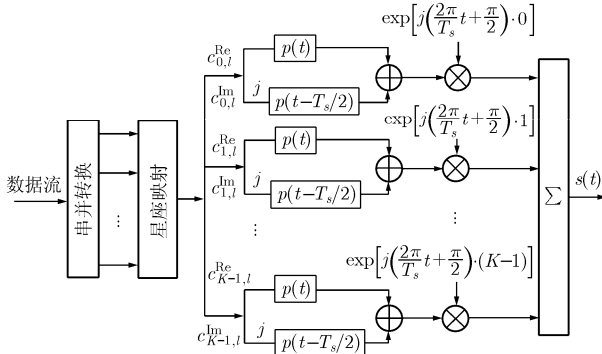 exp[j(2π/T_s t+π/2)·0]
c_{0,l}^{Re}
p(t)
c_{0,l}^{Im}
j
p(t−T_s/2)
exp[j(2π/T_s t+π/2)·1]
c_{1,l}^{Re}
p(t)
c_{1,l}^{Im}
j
p(t−T_s/2)
数据流
串并转换
⋮
星座映射
⋮
⋮
Σ
s(t)
exp[j(2π/T_s t+π/2)·(K−1)]
c_{K−1,l}^{Re}
p(t)
c_{K−1,l}^{Im}
j
p(t−T_s/2)